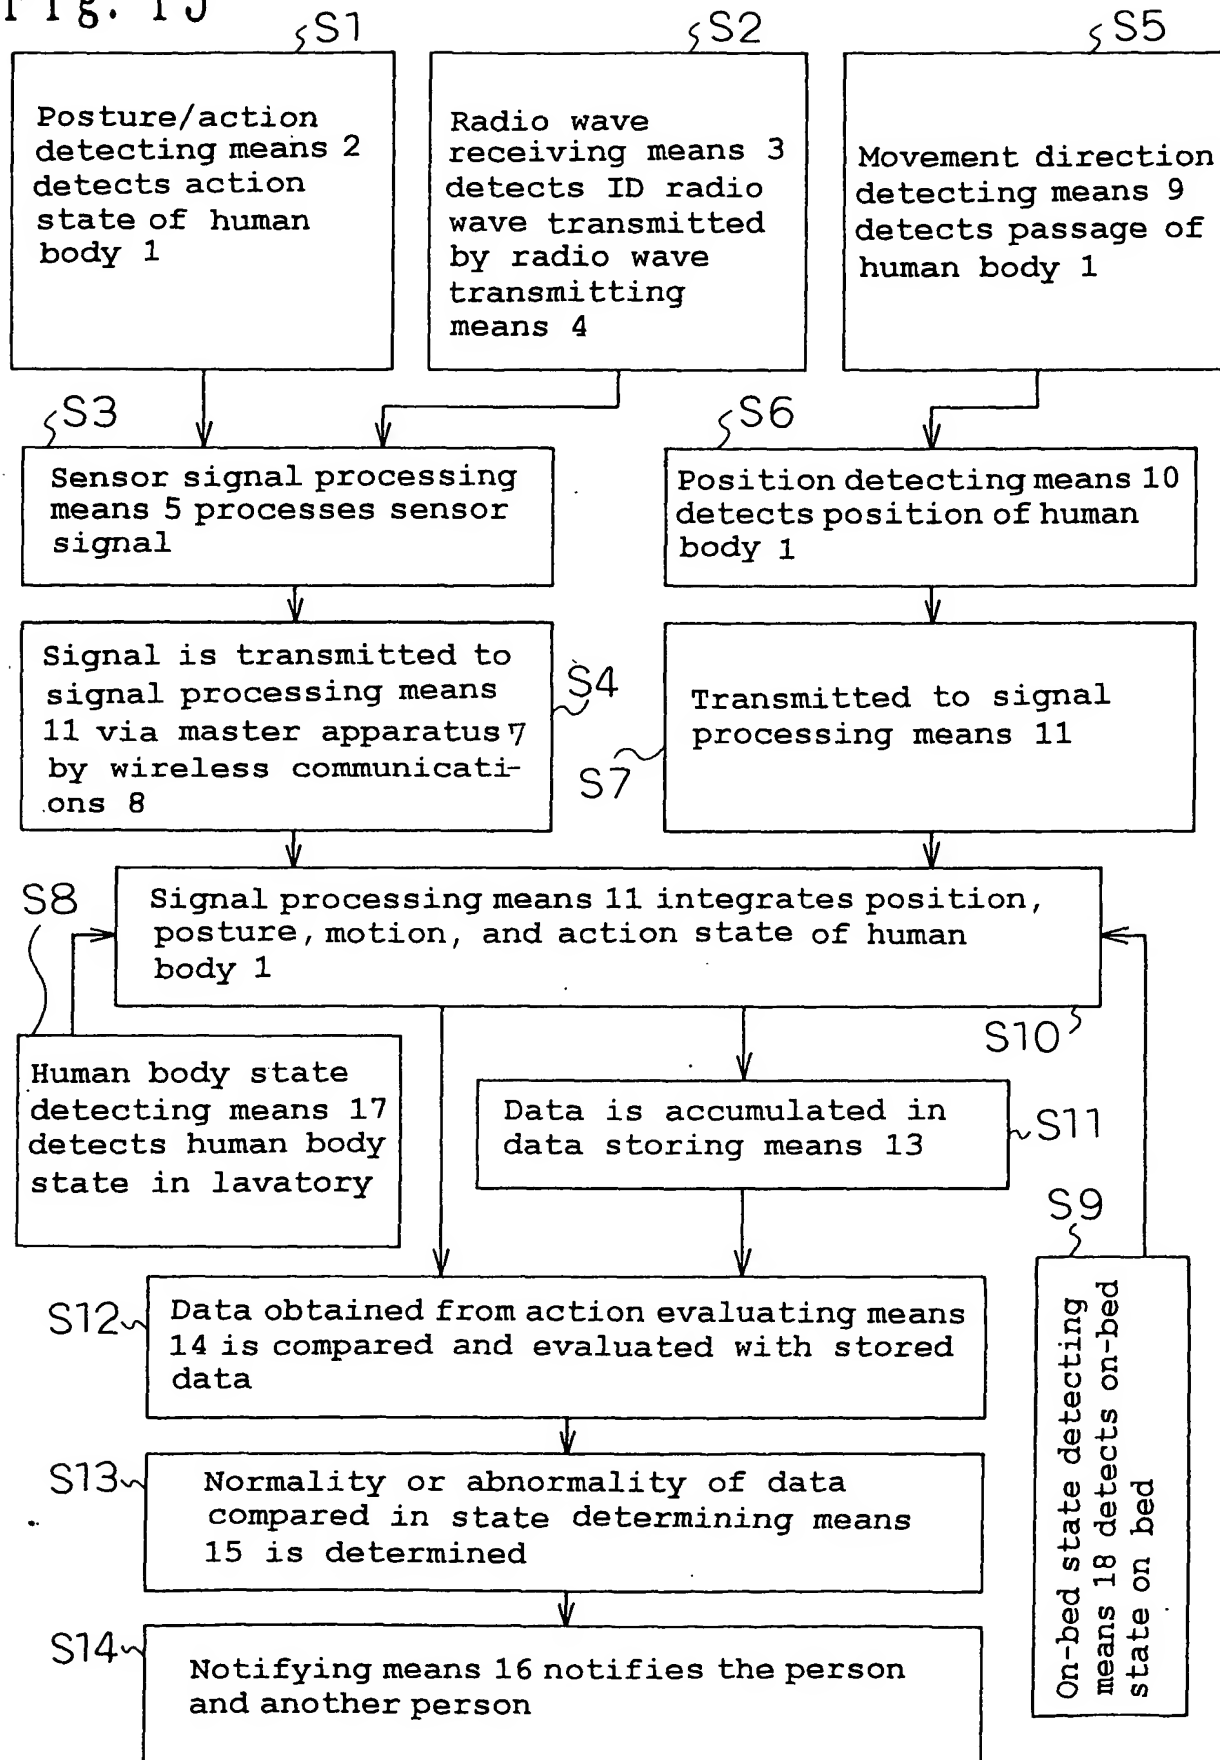 Fig. 15
S1
Posture/action
detecting means 2
detects action
state of human
body 1
S2
Radio wave
receiving means 3
detects ID radio
wave transmitted
by radio wave
transmitting
means 4
S5
Movement direction
detecting means 9
detects passage of
human body 1
S3
Sensor signal processing
means 5 processes sensor
signal
S6
Position detecting means 10
detects position of human
body 1
Signal is transmitted to
signal processing means
11 via master apparatus 7
by wireless communicati-
ons 8
S4
Transmitted to signal
processing means 11
S7
S8
Signal processing means 11 integrates position,
posture, motion, and action state of human
body 1
S10
Human body state
detecting means 17
detects human body
state in lavatory
Data is accumulated in
data storing means 13
S11
S9
On-bed state detecting
means 18 detects on-bed
state on bed
S12
Data obtained from action evaluating means
14 is compared and evaluated with stored
data
S13
Normality or abnormality of data
compared in state determining means
15 is determined
S14
Notifying means 16 notifies the person
and another person